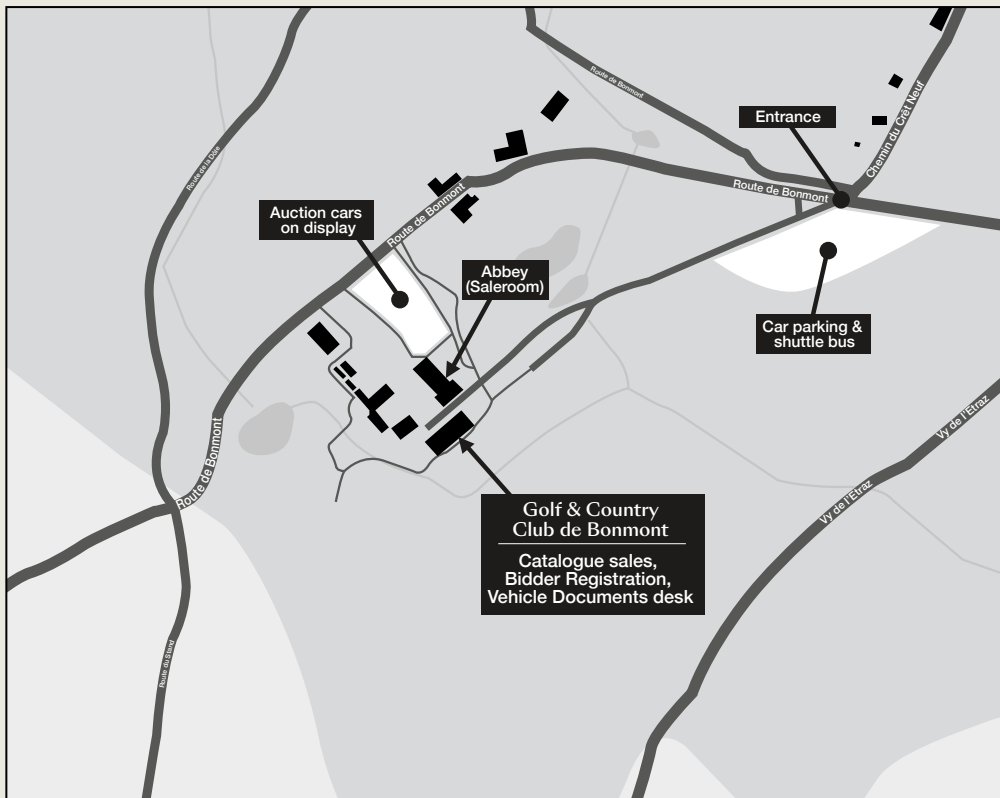 Route de Bonmont
Entrance
Chemin du Crêt Neuf
Route de la Dôle
Route de Bonmont
Route de Bonmont
Auction cars
on display
Abbey
(Saleroom)
Car parking &
shuttle bus
Vy de l'Etraz
Route de Bonmont
Vy de l'Etraz
Golf & Country
Club de Bonmont
Catalogue sales,
Bidder Registration,
Vehicle Documents desk
Route du Stand